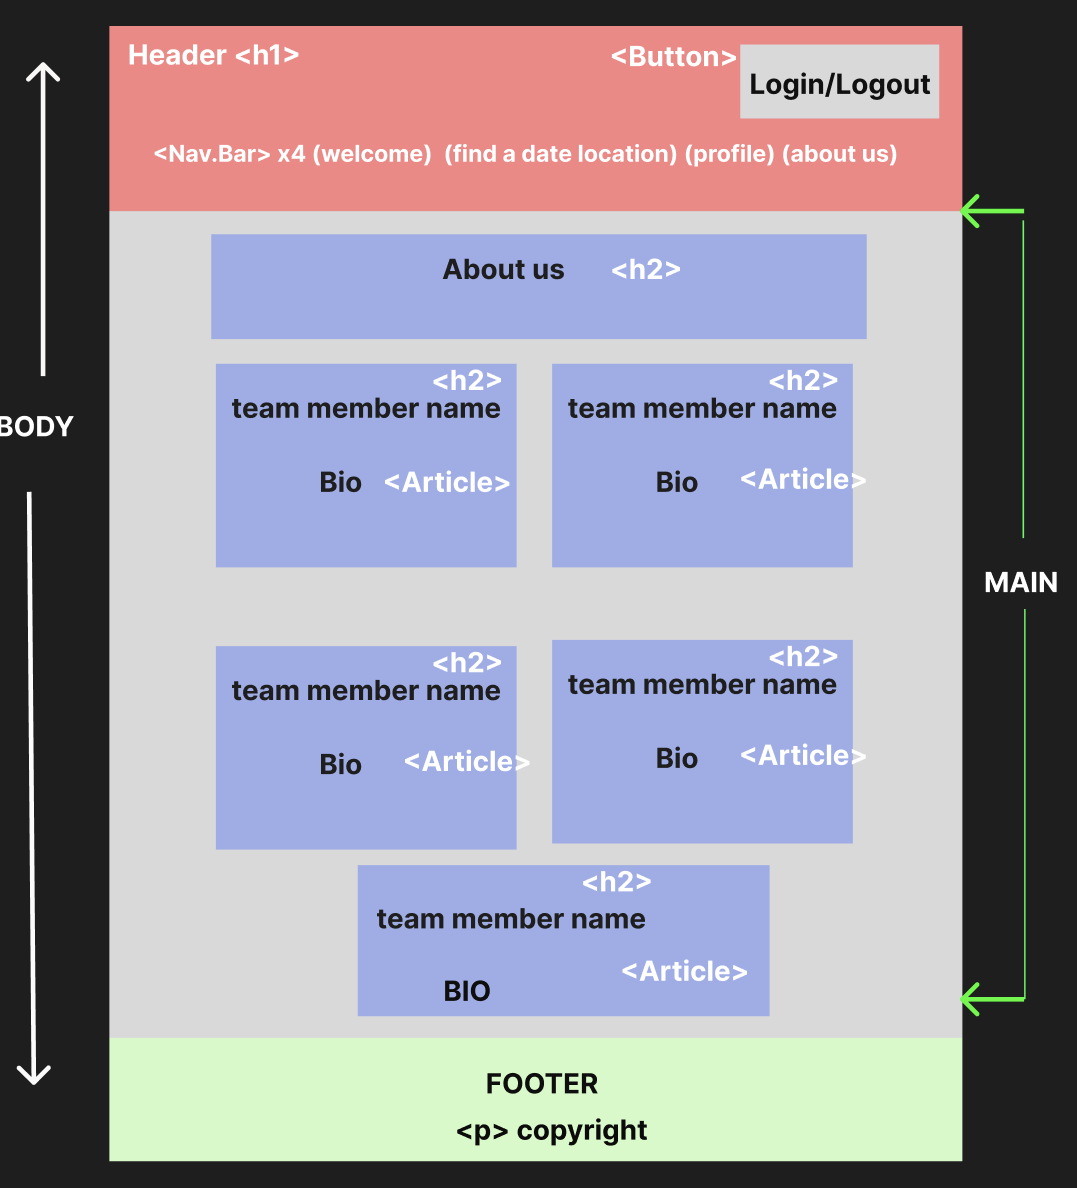 Header <h1>
<Button>
Login/Logout
<Nav.Bar> x4 (welcome)  (find a date location) (profile) (about us)
About us <h2>
<h2>
team member name
Bio <Article>
<h2>
team member name
Bio <Article>
BODY
MAIN
<h2>
team member name
Bio <Article>
<h2>
team member name
Bio <Article>
<h2>
team member name
<Article>
BIO
FOOTER
<p> copyright